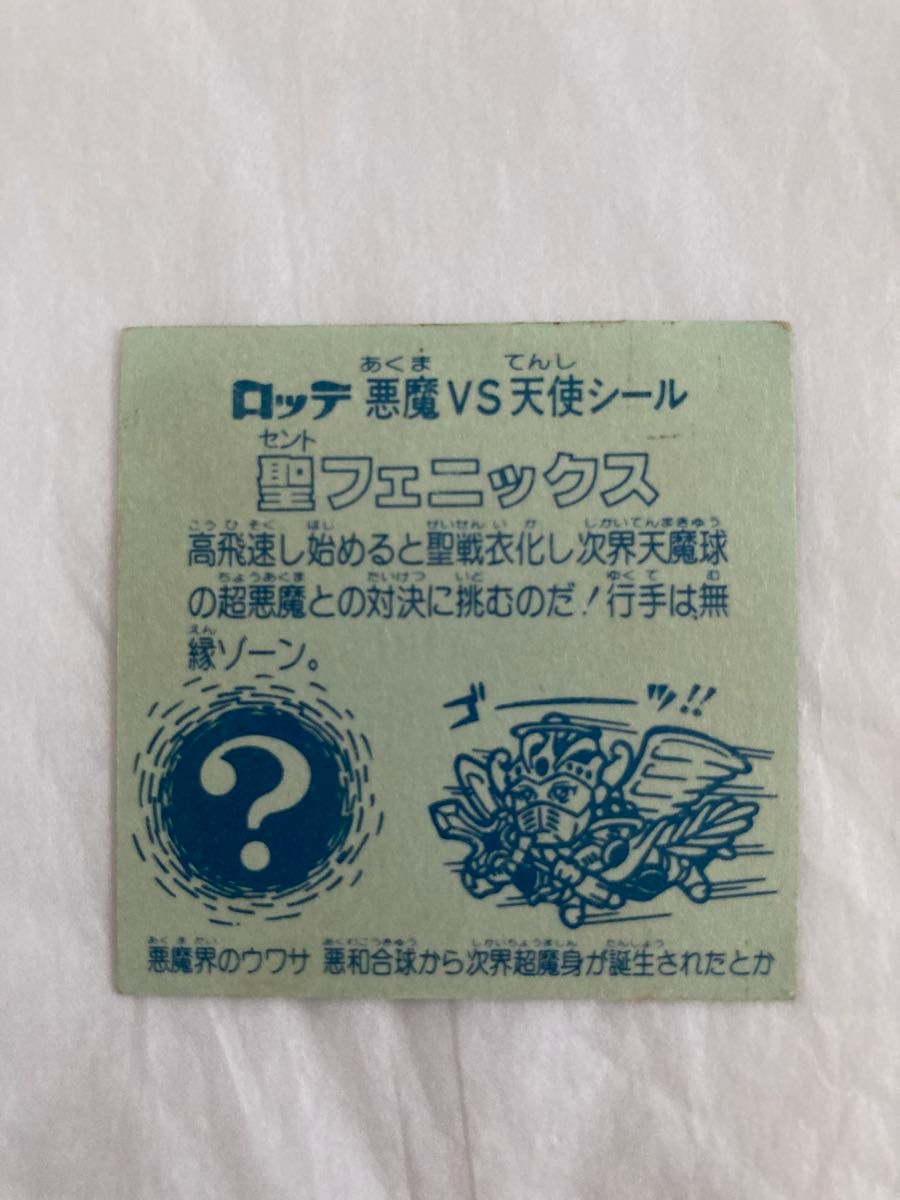 あくま てんし
ロッテ 悪魔VS天使シール
セント
聖フェニックス
こうひそく はじ せいせんいか じかいてんまきゅう
高飛速し始めると聖戦衣化し次界天魔球
ちょうあくま たいけつ いど ゆくて む
の超悪魔との対決に挑むのだ!行手は、無
えん
縁ゾーン。
ゴーッ!!
?
あくまかい あくわごうきゅう じかいちょうましん たんじょう
悪魔界のウワサ 悪和合球から次界超魔身が誕生されたとか